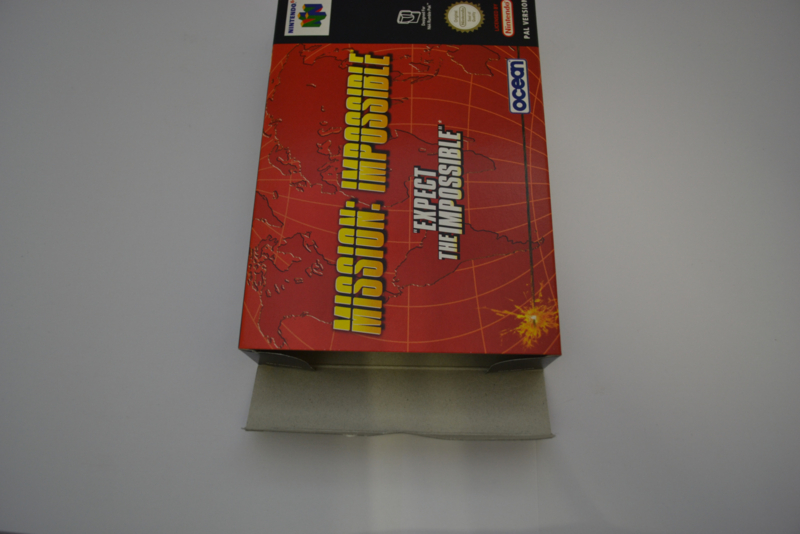 MISSION: IMPOSSIBLE
"EXPECT
THE IMPOSSIBLE"
ocean
NINTENDO
Nintendo
PAL VERSION